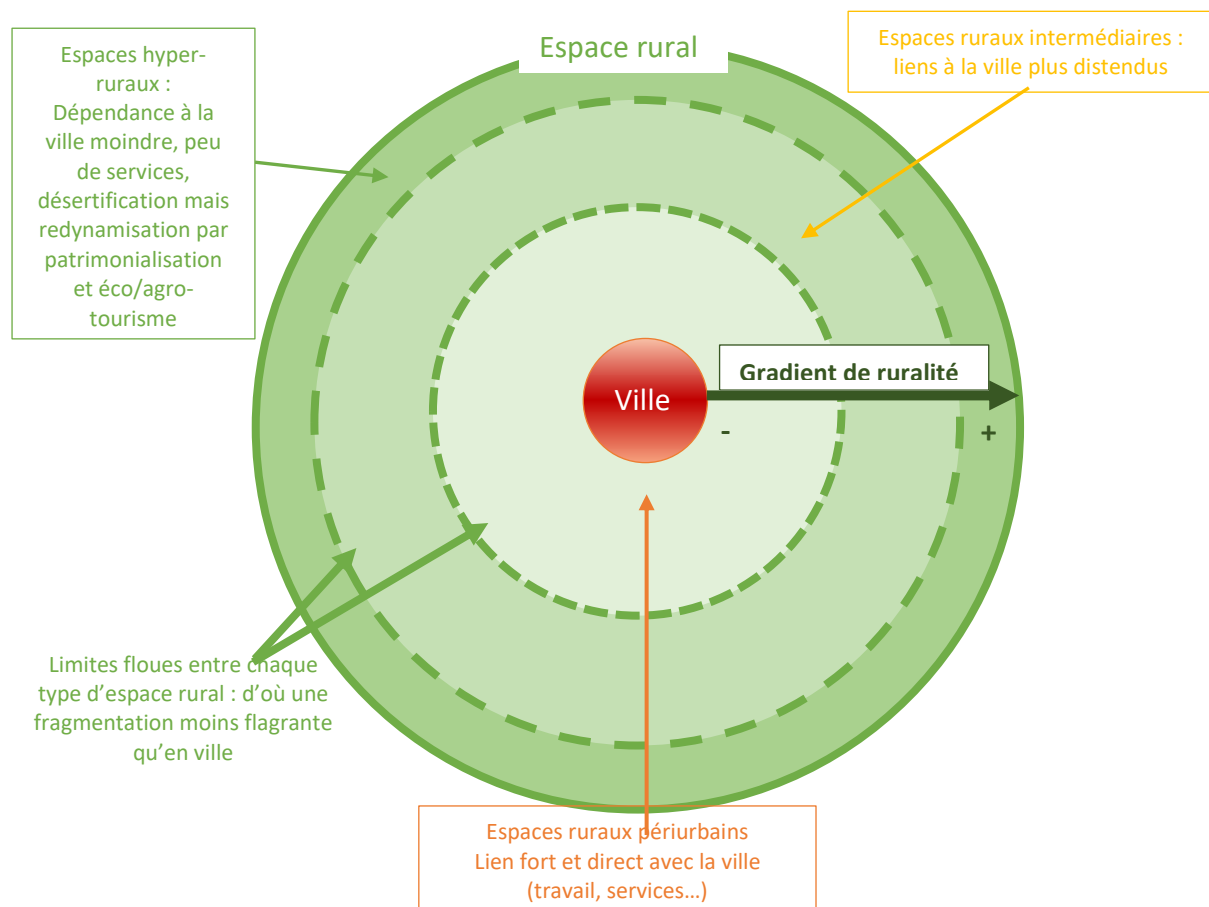 Espace rural
Espaces hyper-
ruraux :
Dépendance à la
ville moindre, peu
de services,
désertification mais
redynamisation par
patrimonialisation
et éco/agro-
tourisme
Espaces ruraux intermédiaires :
liens à la ville plus distendus
Gradient de ruralité
Ville
-
+
Limites floues entre chaque
type d’espace rural : d’où une
fragmentation moins flagrante
qu’en ville
Espaces ruraux périurbains
Lien fort et direct avec la ville
(travail, services…)